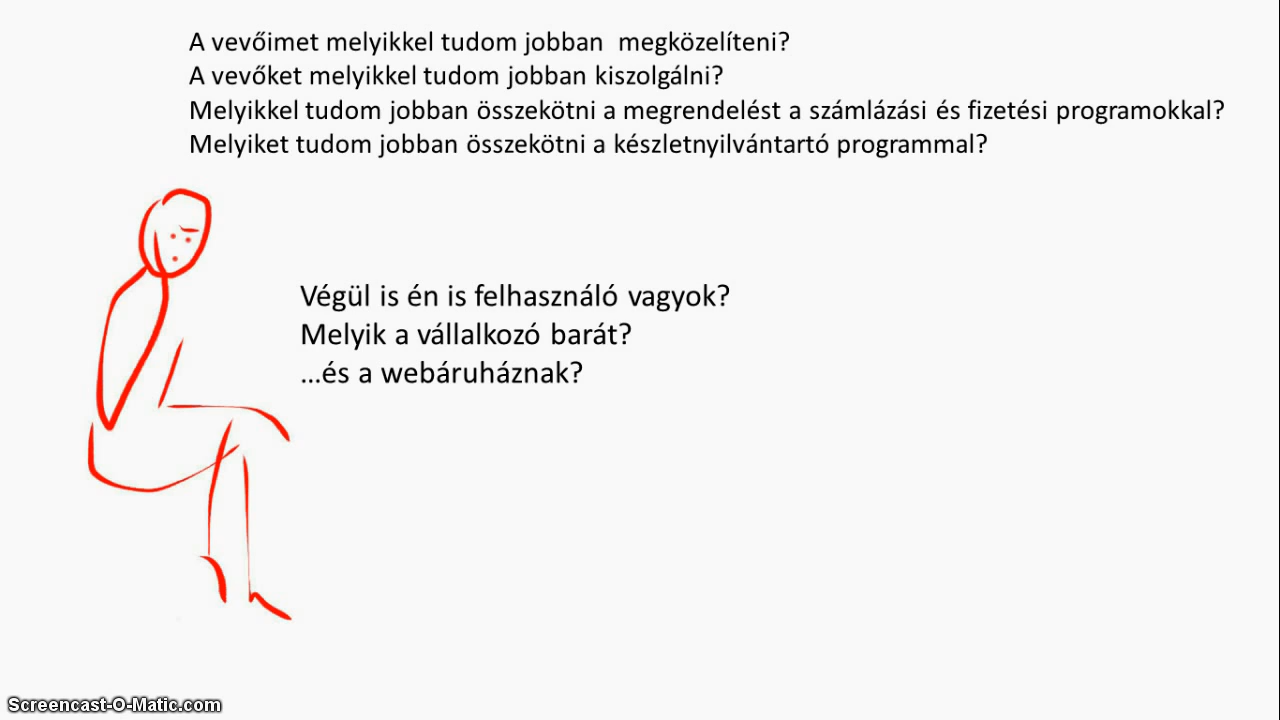 A vevőimet melyikkel tudom jobban  megközelíteni?
A vevőket melyikkel tudom jobban kiszolgálni?
Melyikkel tudom jobban összekötni a megrendelést a számlázási és fizetési programokkal?
Melyiket tudom jobban összekötni a készletnyilvántartó programmal?
Végül is én is felhasználó vagyok?
Melyik a vállalkozó barát?
...és a webáruháznak?
Screencast-O-Matic.com